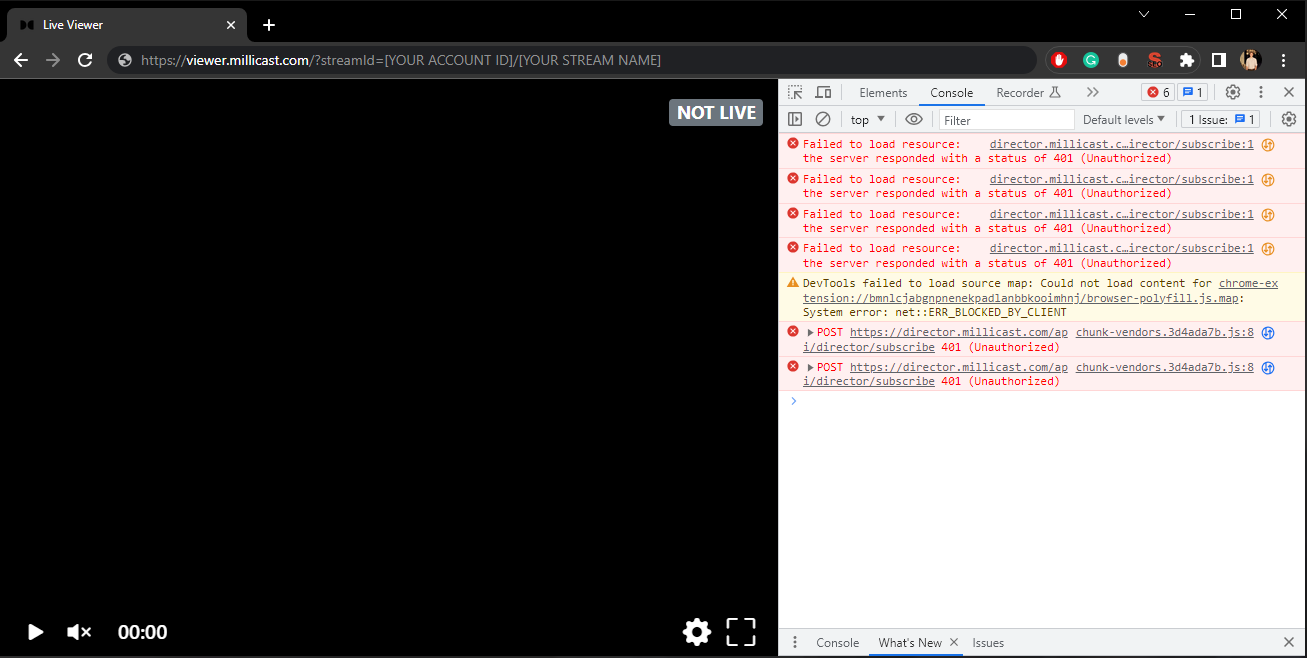 Live Viewer
https://viewer.millicast.com/?streamId=[YOUR ACCOUNT ID]/[YOUR STREAM NAME]
NOT LIVE
00:00
Elements Console Recorder 6 1
top Filter Default levels 1 Issue: 1
Failed to load resource: director.millicast.c…irector/subscribe:1
the server responded with a status of 401 (Unauthorized)
Failed to load resource: director.millicast.c…irector/subscribe:1
the server responded with a status of 401 (Unauthorized)
Failed to load resource: director.millicast.c…irector/subscribe:1
the server responded with a status of 401 (Unauthorized)
Failed to load resource: director.millicast.c…irector/subscribe:1
the server responded with a status of 401 (Unauthorized)
DevTools failed to load source map: Could not load content for chrome-ex
tension://bmnlcjabgnpnenekpadlanbbkooimhnj/browser-polyfill.js.map:
System error: net::ERR_BLOCKED_BY_CLIENT
POST https://director.millicast.com/ap chunk-vendors.3d4ada7b.js:8
i/director/subscribe 401 (Unauthorized)
POST https://director.millicast.com/ap chunk-vendors.3d4ada7b.js:8
i/director/subscribe 401 (Unauthorized)
Console What's New Issues